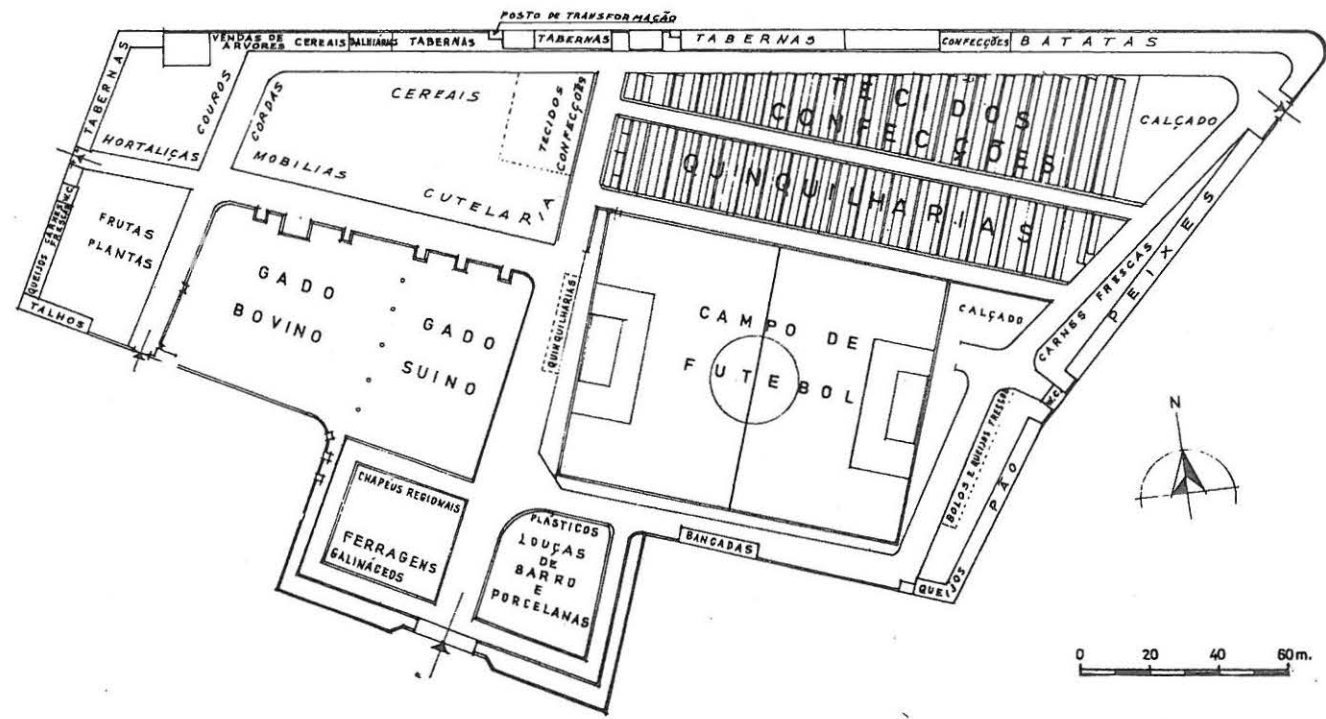 POSTO DE TRANSFORMAÇÃO
VENDAS DE
ARVORES
CEREAIS
TABERNAS
TABERNAS
TABERNAS
CONFECÇÕES
BATATAS
TABERNAS
HORTALIÇAS
COUROS
CORDAS
CEREAIS
MOBILIAS
CUTELARIA
TECIDOS
CONFECÇÕES
TECIDOS
CONFECÇÕES
CALÇADO
QUINQUILHARIAS
W.C.
CARNES
FRESCAS
QUEIJOS
FRUTAS
PLANTAS
TALHOS
GADO
BOVINO
GADO
SUINO
QUINQUILHARIAS
CAMPO DE
FUTEBOL
CALÇADO
CARNES FRESCAS
PEIXES
W.C.
BOLOS E QUEIJOS FRESCOS
PÃO
QUEIJOS
BANCADAS
CHAPEUS REGIONAIS
FERRAGENS
GALINÁCEOS
PLÁSTICOS
LOUÇAS
DE
BARRO
E
PORCELANAS
N
0 20 40 60m.